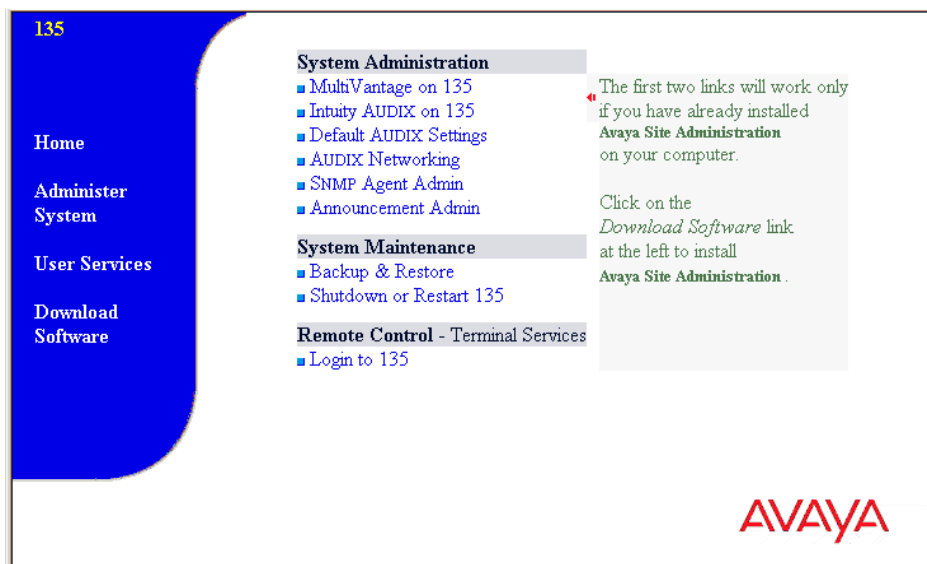 135
Home
Administer
System
User Services
Download
Software
System Administration
MultiVantage on 135
Intuity AUDIX on 135
Default AUDIX Settings
AUDIX Networking
SNMP Agent Admin
Announcement Admin
System Maintenance
Backup & Restore
Shutdown or Restart 135
Remote Control - Terminal Services
Login to 135
The first two links will work only
if you have already installed
Avaya Site Administration
on your computer.
Click on the
Download Software link
at the left to install
Avaya Site Administration .
AVAYA